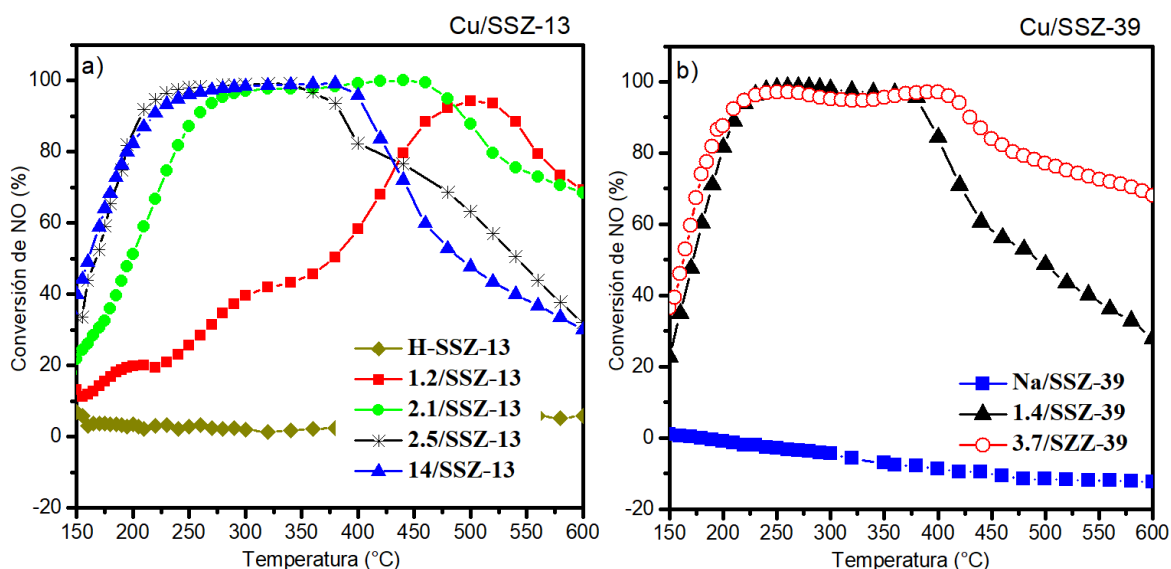 Cu/SSZ-13
a)
Conversión de NO (%)
100
80
60
40
20
0
-20
H-SSZ-13
1.2/SSZ-13
2.1/SSZ-13
2.5/SSZ-13
14/SSZ-13
150 200 250 300 350 400 450 500 550 600
Temperatura (°C)
Cu/SSZ-39
b)
Conversión de NO (%)
100
80
60
40
20
0
-20
Na/SSZ-39
1.4/SSZ-39
3.7/SZZ-39
150 200 250 300 350 400 450 500 550 600
Temperatura (°C)